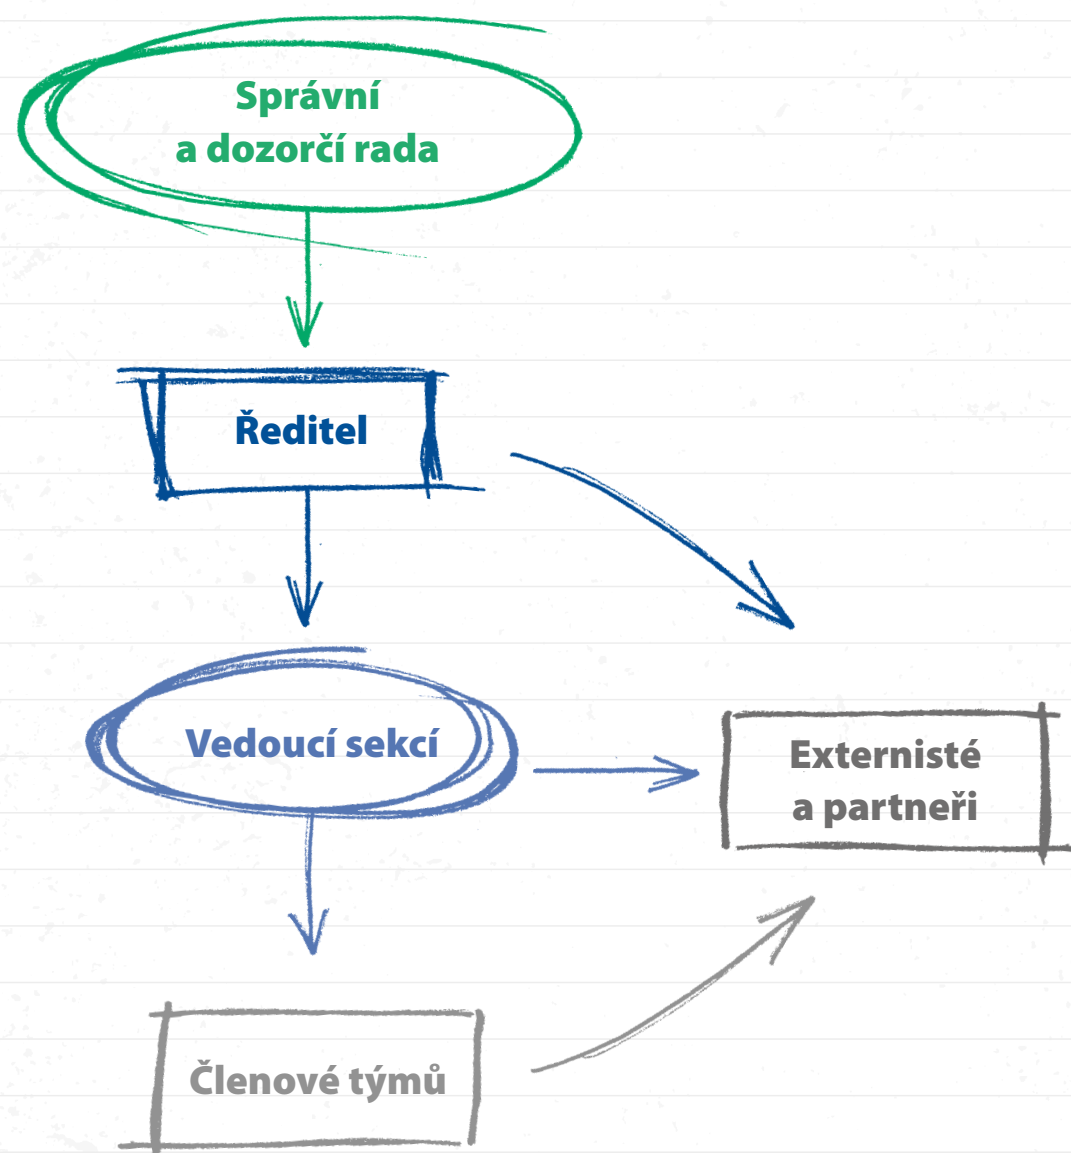 Správní
a dozorčí rada
Ředitel
Vedoucí sekcí
Externisté
a partneři
Členové týmů